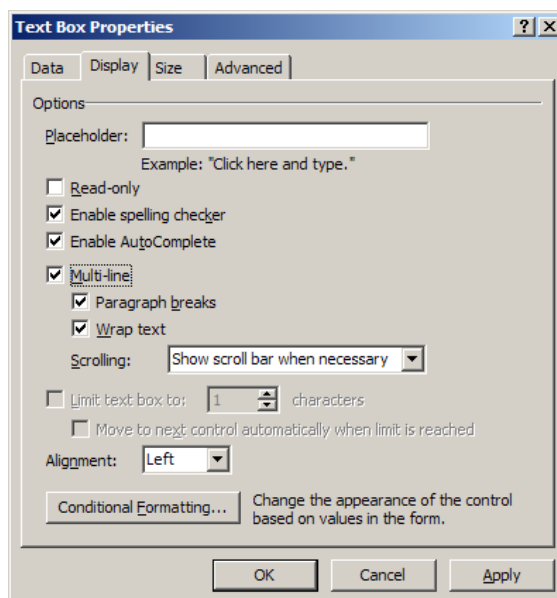 Text Box Properties
Data Display Size Advanced
Options
Placeholder:
Example: "Click here and type."
Read-only
Enable spelling checker
Enable AutoComplete
Multi-line
Paragraph breaks
Wrap text
Scrolling: Show scroll bar when necessary
Limit text box to: 1 characters
Move to next control automatically when limit is reached
Alignment: Left
Conditional Formatting... Change the appearance of the control
based on values in the form.
OK Cancel Apply